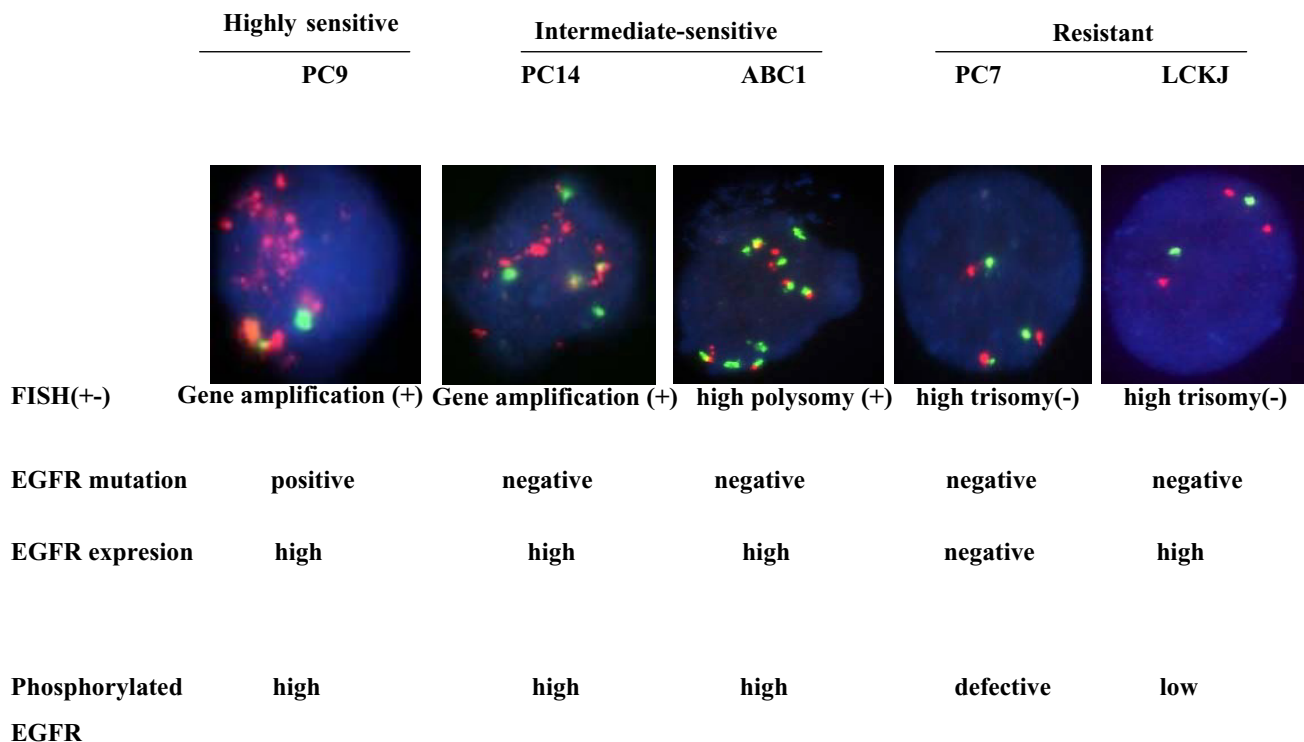 Highly sensitive Intermediate-sensitive Resistant
PC9 PC14 ABC1 PC7 LCKJ
FISH(+-) Gene amplification (+) Gene amplification (+) high polysomy (+) high trisomy(-) high trisomy(-)
EGFR mutation positive negative negative negative negative
EGFR expresion high high high negative high
Phosphorylated high high high defective low
EGFR